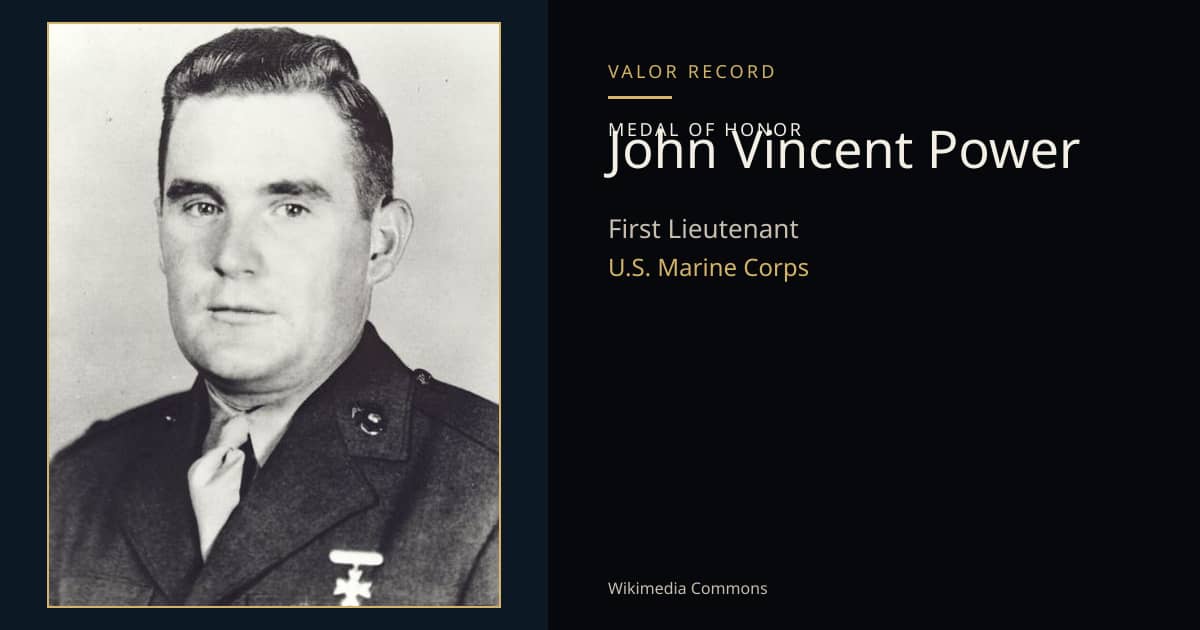 VALOR RECORD
MEDAL OF HONOR
John Vincent Power
First Lieutenant
U.S. Marine Corps
Wikimedia Commons